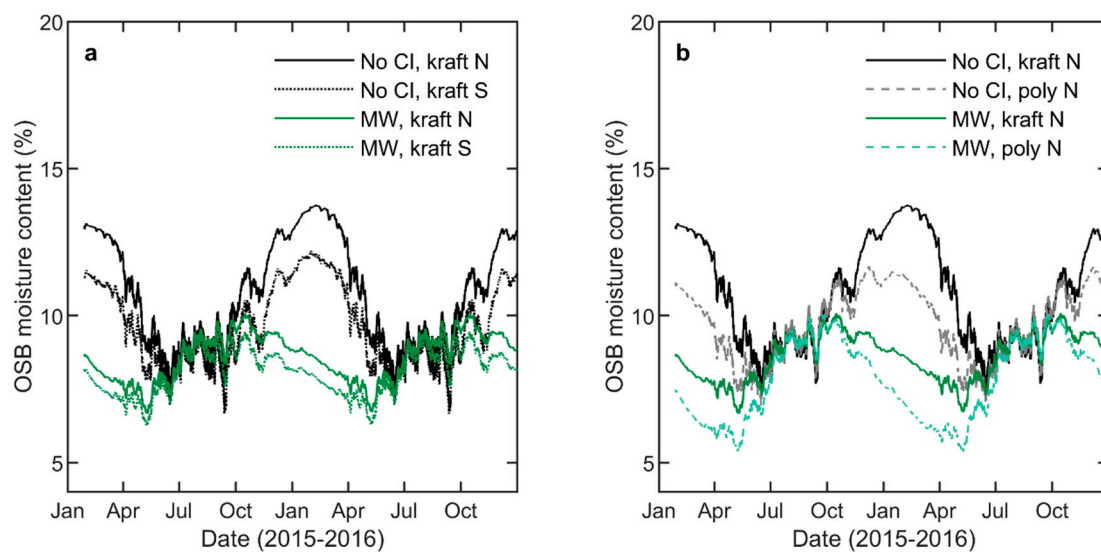 a
No CI, kraft N
No CI, kraft S
MW, kraft N
MW, kraft S
20
15
10
5
OSB moisture content (%)
Jan Apr Jul Oct Jan Apr Jul Oct
Date (2015-2016)
b
No CI, kraft N
No CI, poly N
MW, kraft N
MW, poly N
20
15
10
5
OSB moisture content (%)
Jan Apr Jul Oct Jan Apr Jul Oct
Date (2015-2016)